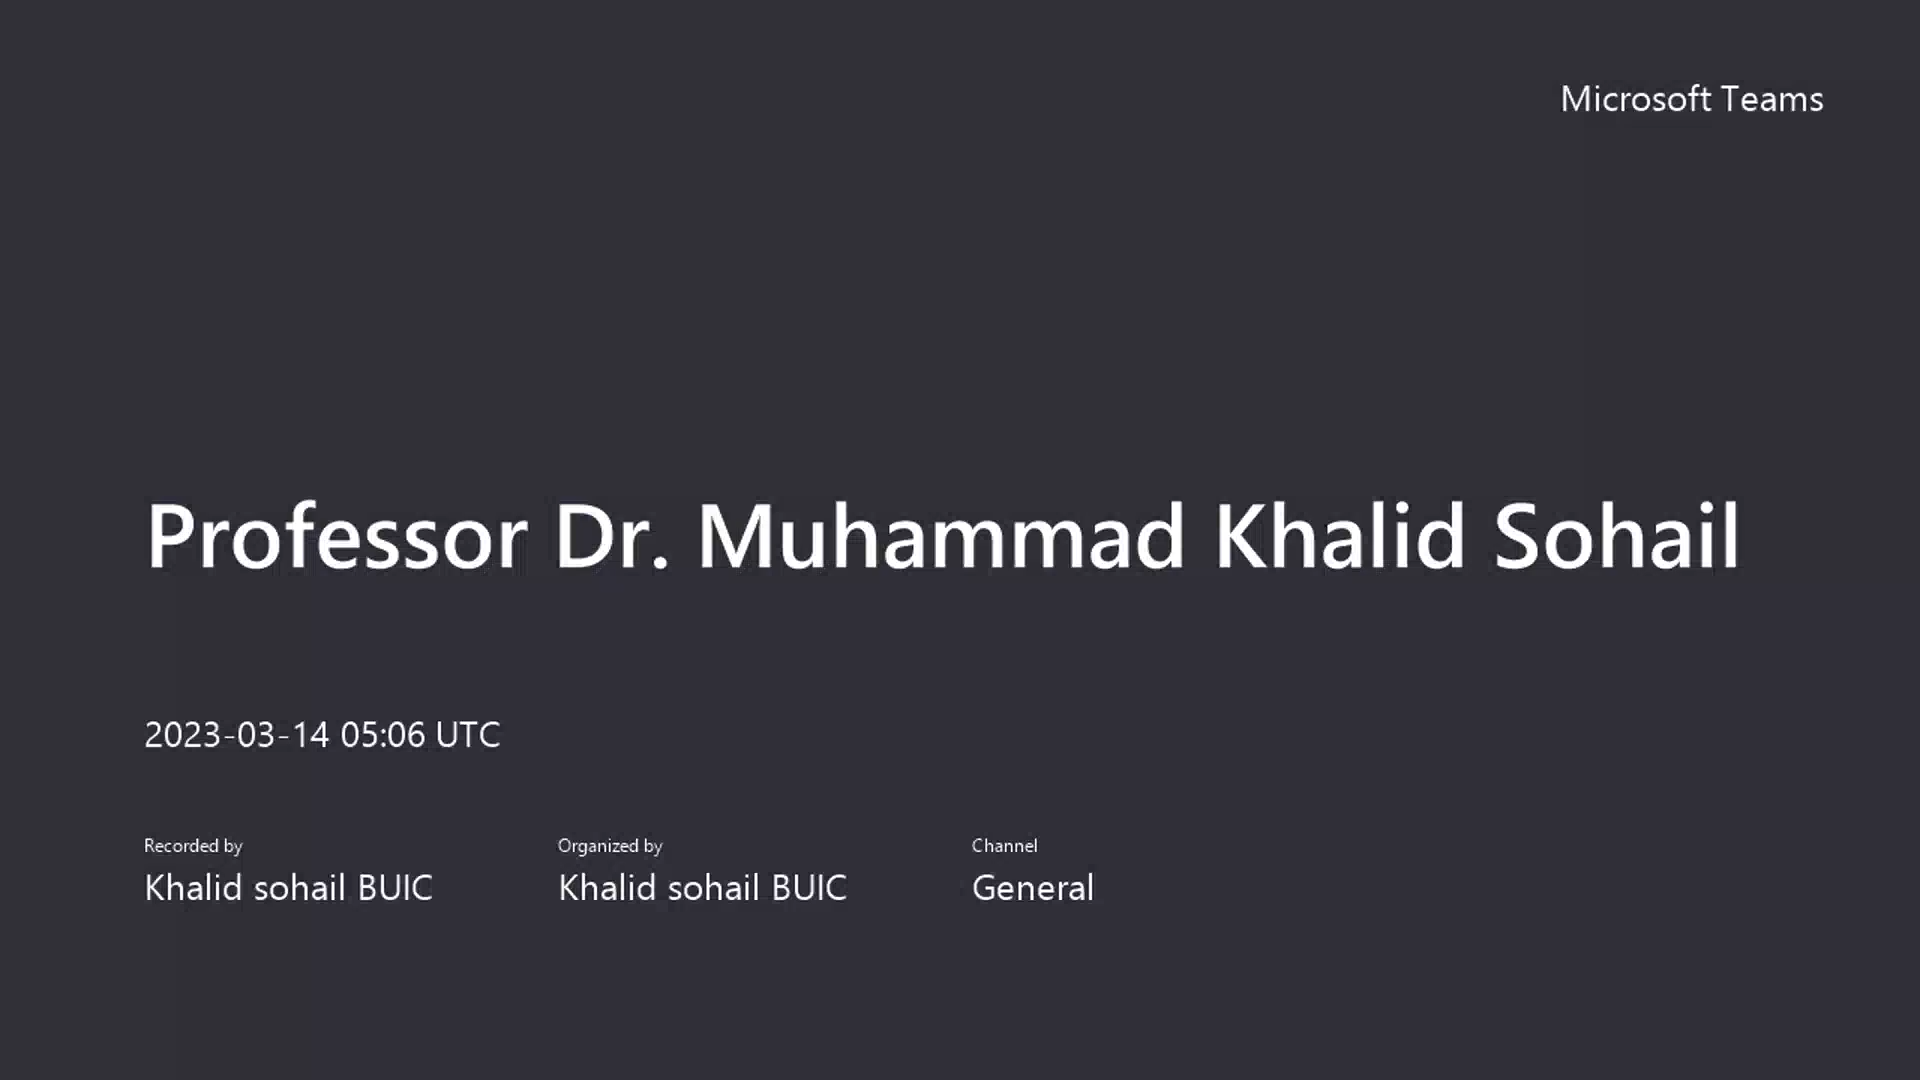 Microsoft Teams
Professor Dr. Muhammad Khalid Sohail
2023-03-14 05:06 UTC
Recorded by
Khalid sohail BUIC
Organized by
Khalid sohail BUIC
Channel
General